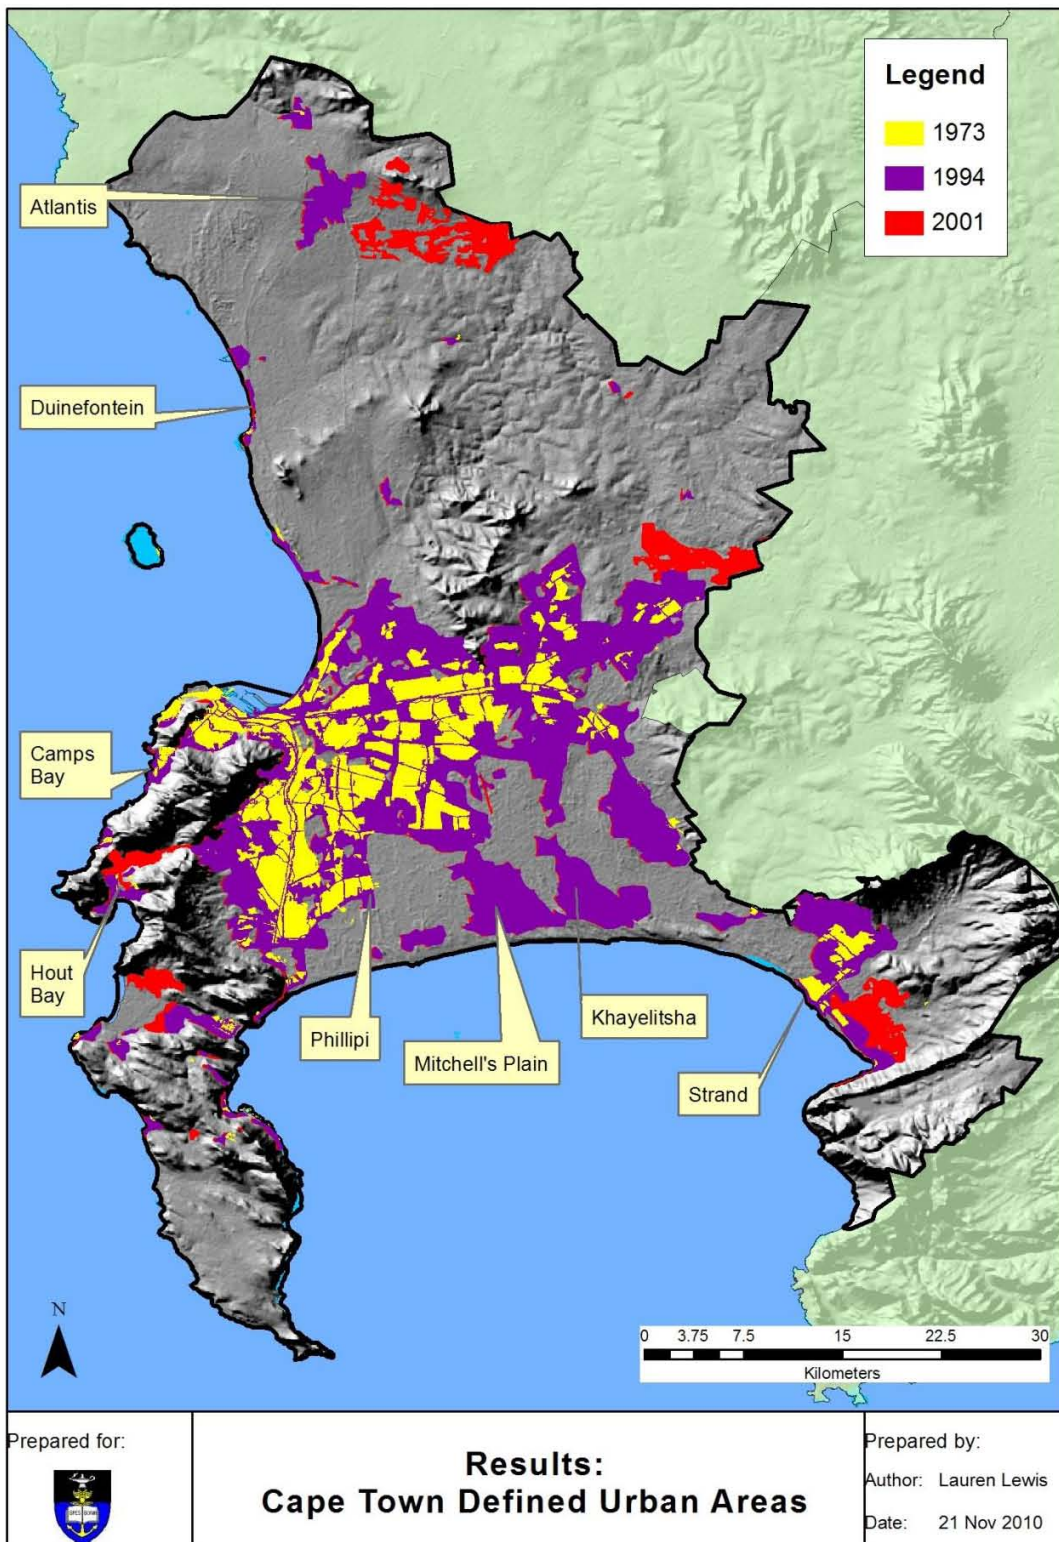 Legend
1973
1994
2001
Atlantis
Duinefontein
Camps
Bay
Hout
Bay
Phillipi
Mitchell's Plain
Khayelitsha
Strand
N
0 3.75 7.5 15 22.5 30
Kilometers
Prepared for:
Results:
Cape Town Defined Urban Areas
Prepared by:
Author: Lauren Lewis
Date: 21 Nov 2010